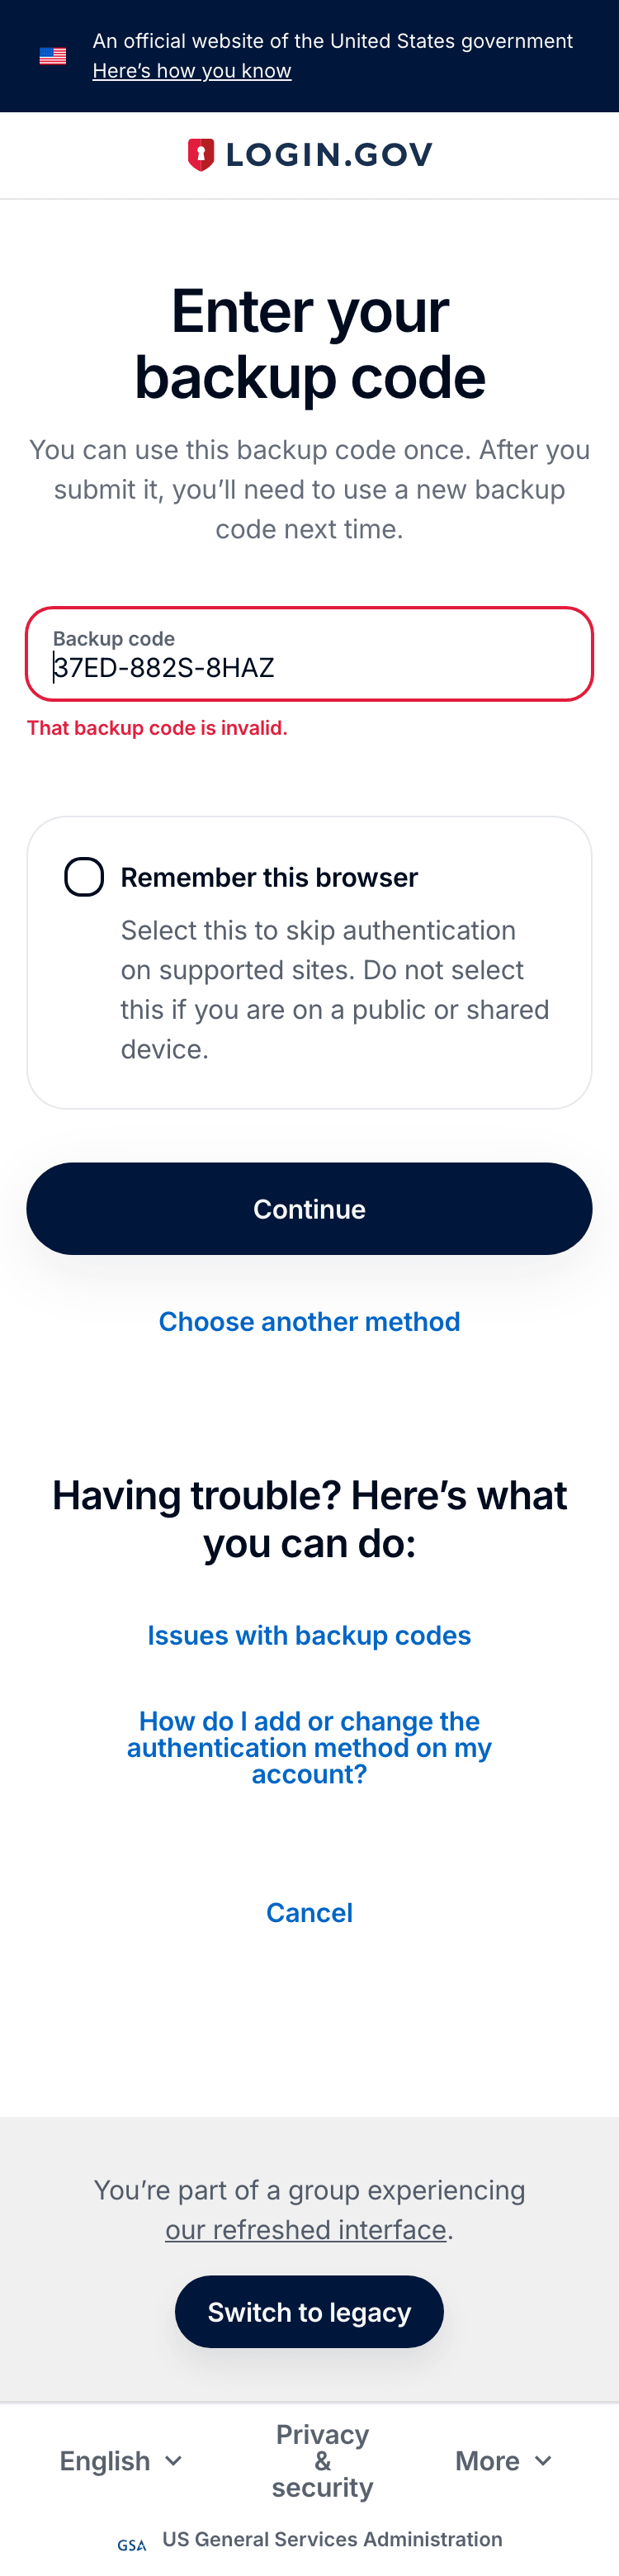 An official website of the United States government
Here’s how you know
LOGIN.GOV
Enter your
backup code
You can use this backup code once. After you
submit it, you’ll need to use a new backup
code next time.
Backup code
37ED-882S-8HAZ
That backup code is invalid.
Remember this browser
Select this to skip authentication
on supported sites. Do not select
this if you are on a public or shared
device.
Continue
Choose another method
Having trouble? Here’s what
you can do:
Issues with backup codes
How do I add or change the
authentication method on my
account?
Cancel
You’re part of a group experiencing
our refreshed interface.
Switch to legacy
English
Privacy
&
security
More
GSA US General Services Administration